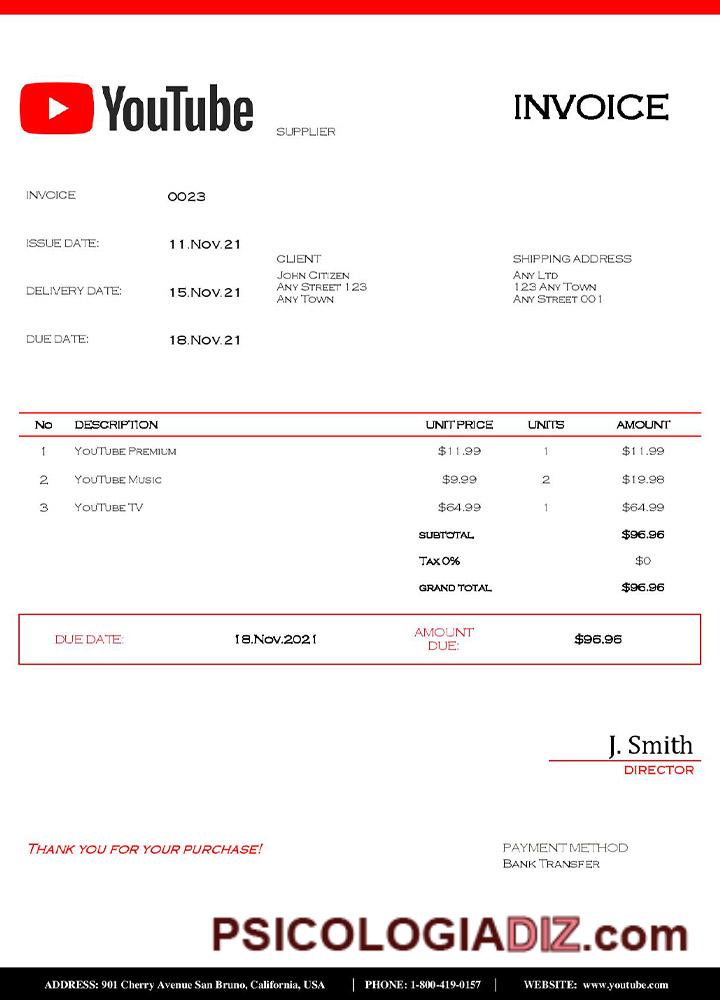 YouTube
SUPPLIER
INVOICE
INVOICE 0023
ISSUE DATE: 11.Nov.21
DELIVERY DATE: 15.Nov.21
DUE DATE: 18.Nov.21
CLIENT
John Citizen
Any Street 123
Any Town
SHIPPING ADDRESS
Any Ltd
123 Any Town
Any Street 001
No DESCRIPTION UNIT PRICE UNITS AMOUNT
1 YouTube Premium $11.99 1 $11.99
2 YouTube Music $9.99 2 $19.98
3 YouTube TV $64.99 1 $64.99
SUBTOTAL $96.96
Tax 0% $0
GRAND TOTAL $96.96
DUE DATE: 18.Nov.2021
AMOUNT
DUE:
$96.96
J. Smith
DIRECTOR
Thank you for your purchase!
PAYMENT METHOD
Bank Transfer
PSICOLOGIADIZ.com
ADDRESS: 901 Cherry Avenue San Bruno, California, USA | PHONE: 1-800-419-0157 | WEBSITE: www.youtube.com